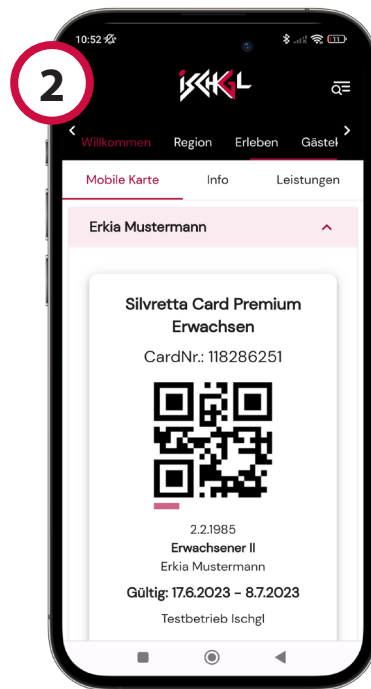 2
10:52
ISCHGL
Willkommen Region Erleben Gästek
Mobile Karte Info Leistungen
Erkia Mustermann
Silvretta Card Premium
Erwachsen
CardNr.: 118286251
2.2.1985
Erwachsener II
Erkia Mustermann
Gültig: 17.6.2023 – 8.7.2023
Testbetrieb Ischgl